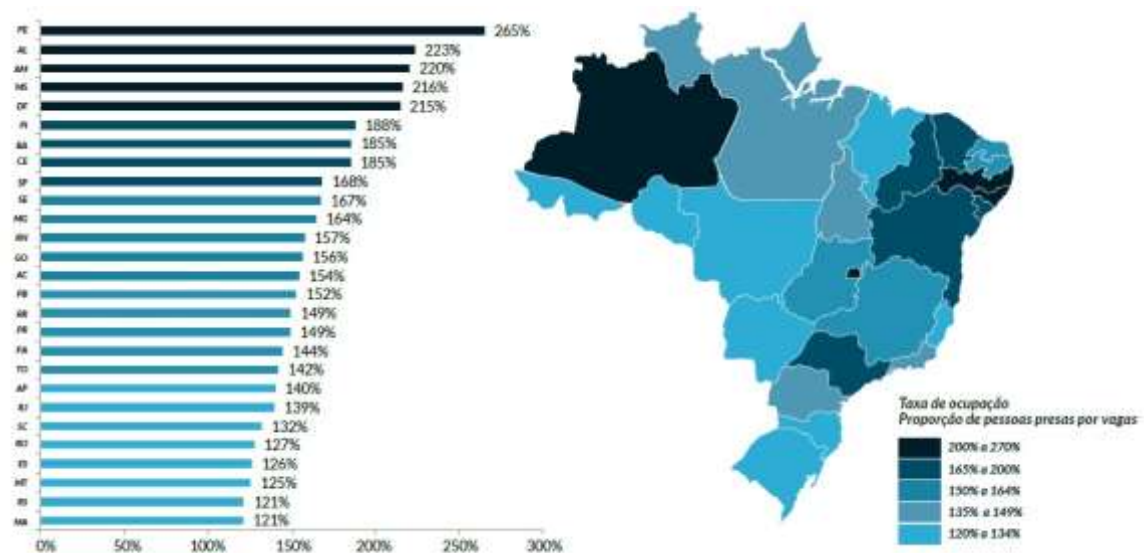 PE 265%
AL 223%
AM 220%
MS 216%
DF 215%
PI 188%
BA 185%
CE 185%
SP 168%
SE 167%
MG 164%
RN 157%
GO 156%
AC 154%
PB 152%
RR 149%
PR 149%
PA 144%
TO 142%
AP 140%
RJ 139%
SC 132%
RO 127%
ES 126%
MT 125%
RS 121%
MA 121%
0% 50% 100% 150% 200% 250% 300%
Taxa de ocupação
Proporção de pessoas presas por vagas
200% a 270%
165% a 200%
150% a 164%
135% a 149%
120% a 134%